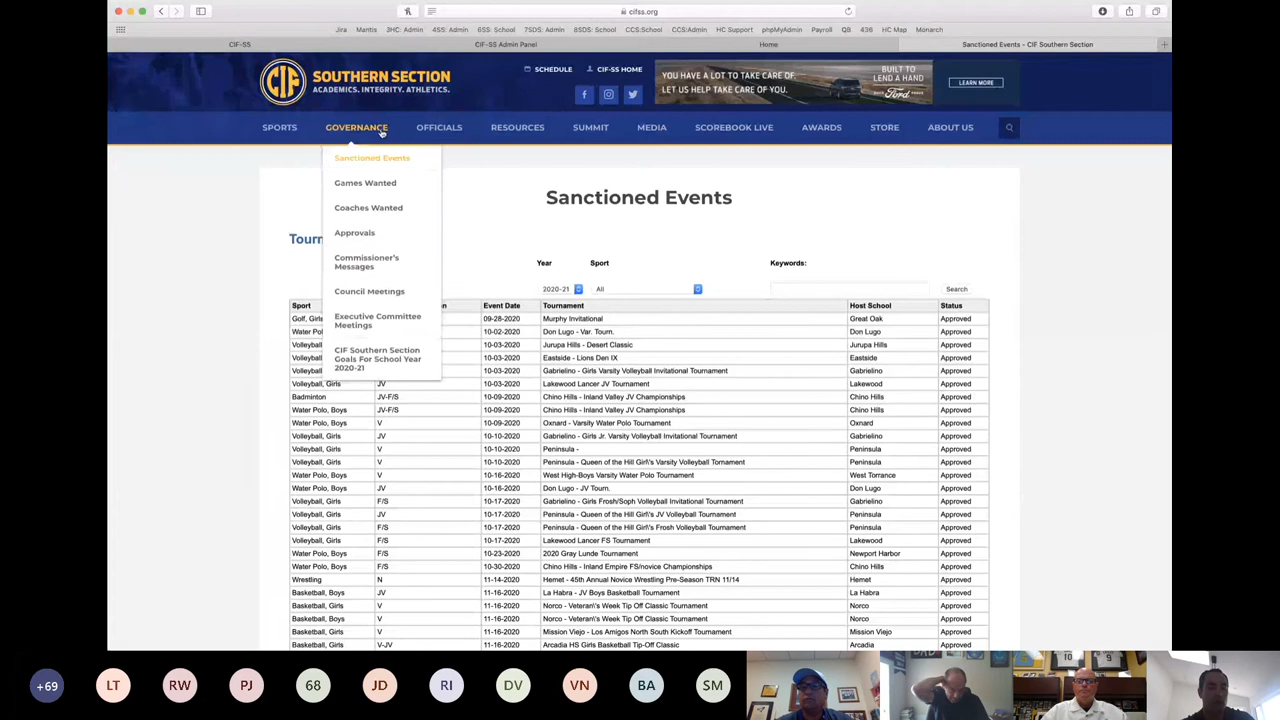 cifss.org
Jira Mantis 3HC: Admin 4SS: Admin 6SS: School 7SDS: Admin 8SDS: School CCS:School CCS:Admin HC Support phpMyAdmin Payroll QB 436 HC Map Monarch
CIF-SS CIF-SS Admin Panel Home Sanctioned Events – CIF Southern Section
CIF SOUTHERN SECTION
ACADEMICS. INTEGRITY. ATHLETICS.
SCHEDULE CIF-SS HOME
YOU HAVE A LOT TO TAKE CARE OF.
LET US HELP TAKE CARE OF YOU.
BUILT TO
LEND A HAND
Ford
LEARN MORE
SPORTS GOVERNANCE OFFICIALS RESOURCES SUMMIT MEDIA SCOREBOOK LIVE AWARDS STORE ABOUT US
Sanctioned Events
Games Wanted
Coaches Wanted
Approvals
Commissioner's
Messages
Council Meetings
Executive Committee
Meetings
CIF Southern Section
Goals For School Year
2020-21
Sanctioned Events
Tourn
Year Sport Keywords:
2020-21 All Search
Sport Event Date Tournament Host School Status
Golf, Girls 09-28-2020 Murphy Invitational Great Oak Approved
Water Po 10-02-2020 Don Lugo - Var. Tourn. Don Lugo Approved
Volleyball 10-03-2020 Jurupa Hills - Desert Classic Jurupa Hills Approved
Volleyball 10-03-2020 Eastside - Lions Den IX Eastside Approved
Volleyball 10-03-2020 Gabrielino - Girls Varsity Volleyball Invitational Tournament Gabrielino Approved
Volleyball, Girls JV 10-03-2020 Lakewood Lancer JV Tournament Lakewood Approved
Badminton JV-F/S 10-09-2020 Chino Hills - Inland Valley JV Championships Chino Hills Approved
Water Polo, Boys JV-F/S 10-09-2020 Chino Hills - Inland Valley JV Championships Chino Hills Approved
Water Polo, Boys V 10-09-2020 Oxnard - Varsity Water Polo Tournament Oxnard Approved
Volleyball, Girls JV 10-10-2020 Gabrielino - Girls Jr. Varsity Volleyball Invitational Tournament Gabrielino Approved
Volleyball, Girls V 10-10-2020 Peninsula - Peninsula Approved
Volleyball, Girls V 10-10-2020 Peninsula - Queen of the Hill Girl\'s Varsity Volleyball Tournament Peninsula Approved
Water Polo, Boys V 10-16-2020 West High-Boys Varsity Water Polo Tournament West Torrance Approved
Water Polo, Boys JV 10-16-2020 Don Lugo - JV Tourn. Don Lugo Approved
Volleyball, Girls F/S 10-17-2020 Gabrielino - Girls Frosh/Soph Volleyball Invitational Tournament Gabrielino Approved
Volleyball, Girls JV 10-17-2020 Peninsula - Queen of the Hill Girl\'s JV Volleyball Tournament Peninsula Approved
Volleyball, Girls F/S 10-17-2020 Peninsula - Queen of the Hill Girl\'s Frosh Volleyball Tournament Peninsula Approved
Volleyball, Girls F/S 10-17-2020 Lakewood Lancer FS Tournament Lakewood Approved
Water Polo, Boys F/S 10-23-2020 2020 Gray Lunde Tournament Newport Harbor Approved
Water Polo, Boys F/S 10-30-2020 Chino Hills - Inland Empire FS/novice Championships Chino Hills Approved
Wrestling N 11-14-2020 Hemet - 45th Annual Novice Wrestling Pre-Season TRN 11/14 Hemet Approved
Basketball, Boys JV 11-16-2020 La Habra - JV Boys Basketball Tournament La Habra Approved
Basketball, Girls V 11-16-2020 Norco - Veteran\'s Week Tip Off Classic Tournament Norco Approved
Basketball, Boys V 11-16-2020 Norco - Veteran\'s Week Tip Off Classic Tournament Norco Approved
Basketball, Girls V 11-16-2020 Mission Viejo - Los Amigos North South Kickoff Tournament Mission Viejo Approved
Basketball, Girls V-JV 11-16-2020 Arcadia HS Girls Basketball Tip-Off Classic Arcadia Approved
+69 LT RW PJ 68 JD RI DV VN BA SM